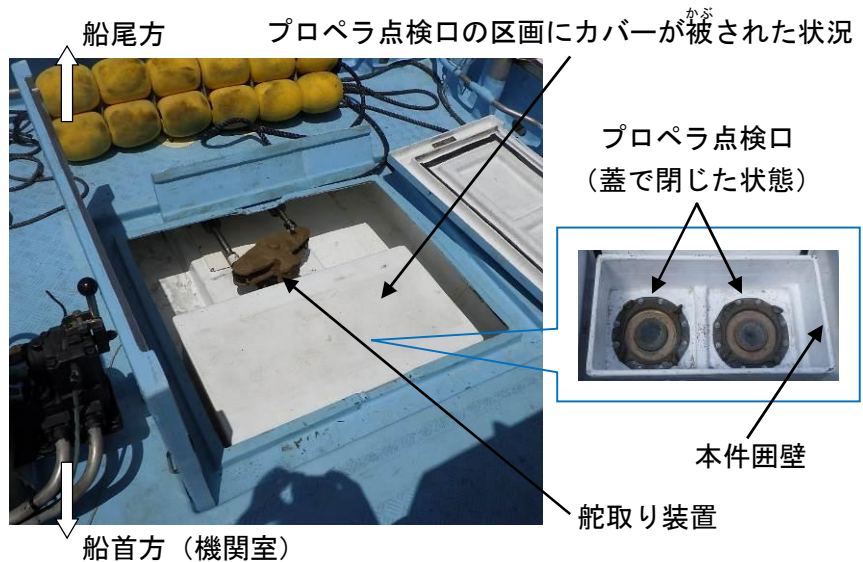 船尾方
プロペラ点検口の区画にカバーが被された状況
かぶ
プロペラ点検口
（蓋で閉じた状態）
本件囲壁
舵取り装置
船首方（機関室）